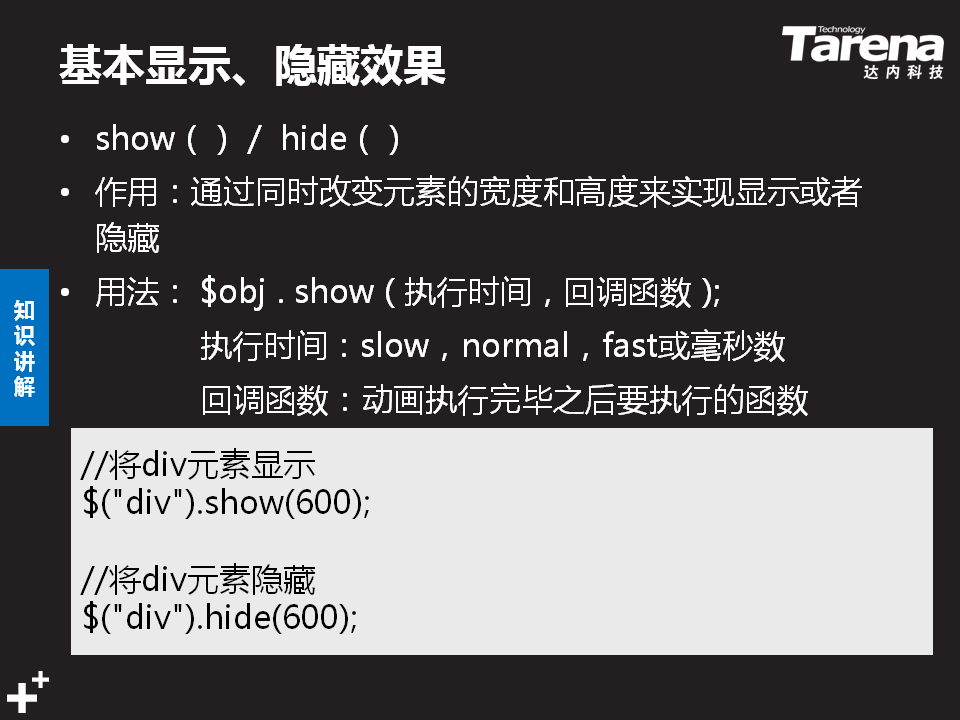 基本显示、隐藏效果
Technology
Tarena
达内科技
• show（ ） / hide（ ）
• 作用：通过同时改变元素的宽度和高度来实现显示或者
隐藏
• 用法： $obj . show ( 执行时间，回调函数 );
执行时间：slow，normal，fast或毫秒数
回调函数：动画执行完毕之后要执行的函数
知识讲解
//将div元素显示
$("div").show(600);
//将div元素隐藏
$("div").hide(600);